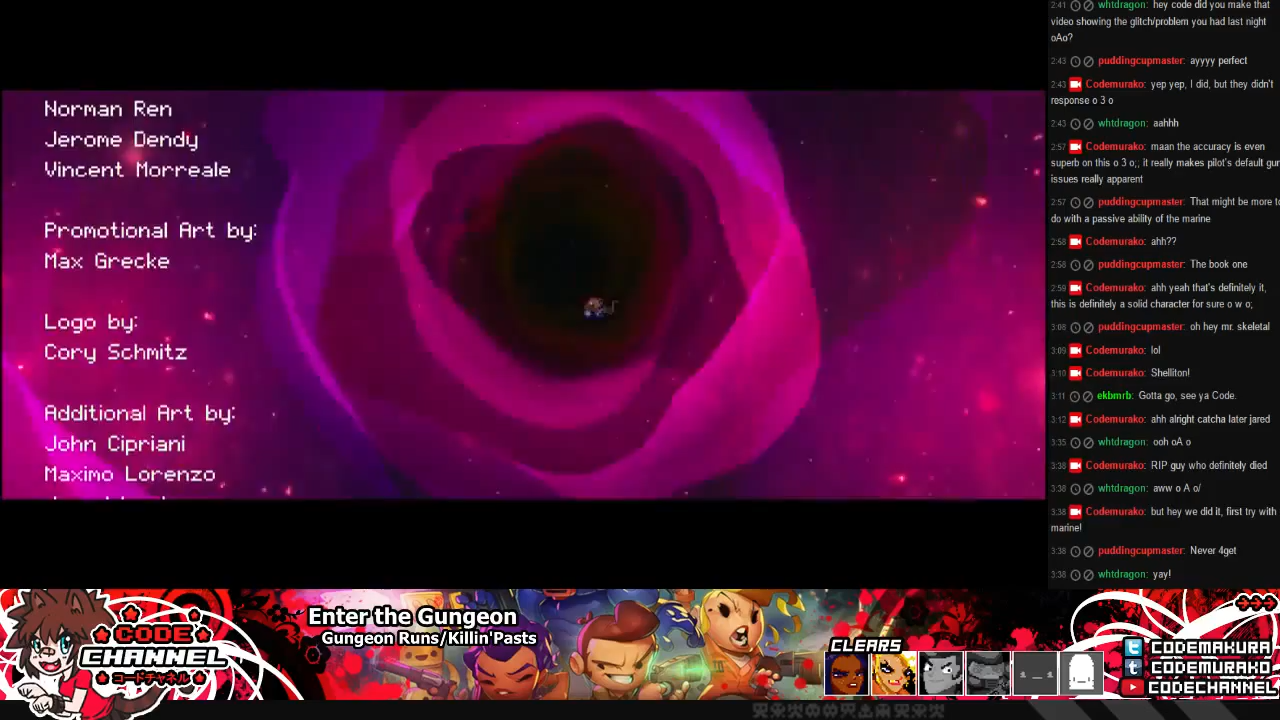 Norman Ren
Jerome Dendy
Vincent Morreale
Promotional Art by:
Max Grecke
Logo by:
Cory Schmitz
Additional Art by:
John Cipriani
Maximo Lorenzo
2:41 whtdragon: hey code did you make that
video showing the glitch/problem you had last night
oAo?
2:43 puddingcupmaster: ayyyy perfect
2:43 Codemurako: yep yep, I did, but they didn't
response o 3 o
2:43 whtdragon: aahhh
2:57 Codemurako: maan the accuracy is even
superb on this o 3 o;; it really makes pilot's default gun
issues really apparent
2:57 puddingcupmaster: That might be more to
do with a passive ability of the marine
2:58 Codemurako: ahh??
2:58 puddingcupmaster: The book one
2:59 Codemurako: ahh yeah that's definitely it,
this is definitely a solid character for sure o w o;
3:08 puddingcupmaster: oh hey mr. skeletal
3:09 Codemurako: lol
3:10 Codemurako: Shelliton!
3:11 ekbmrb: Gotta go, see ya Code.
3:12 Codemurako: ahh alright catcha later jared
3:35 whtdragon: ooh oA o
3:38 Codemurako: RIP guy who definitely died
3:38 whtdragon: aww o A o/
3:38 Codemurako: but hey we did it, first try with
marine!
3:38 puddingcupmaster: Never 4get
3:38 whtdragon: yay!
CODE
CHANNEL
コードチャンネル
Enter the Gungeon
Gungeon Runs/Killin'Pasts
CLEARS
CODEMAKURA
CODEMURAKO
CODECHANNEL